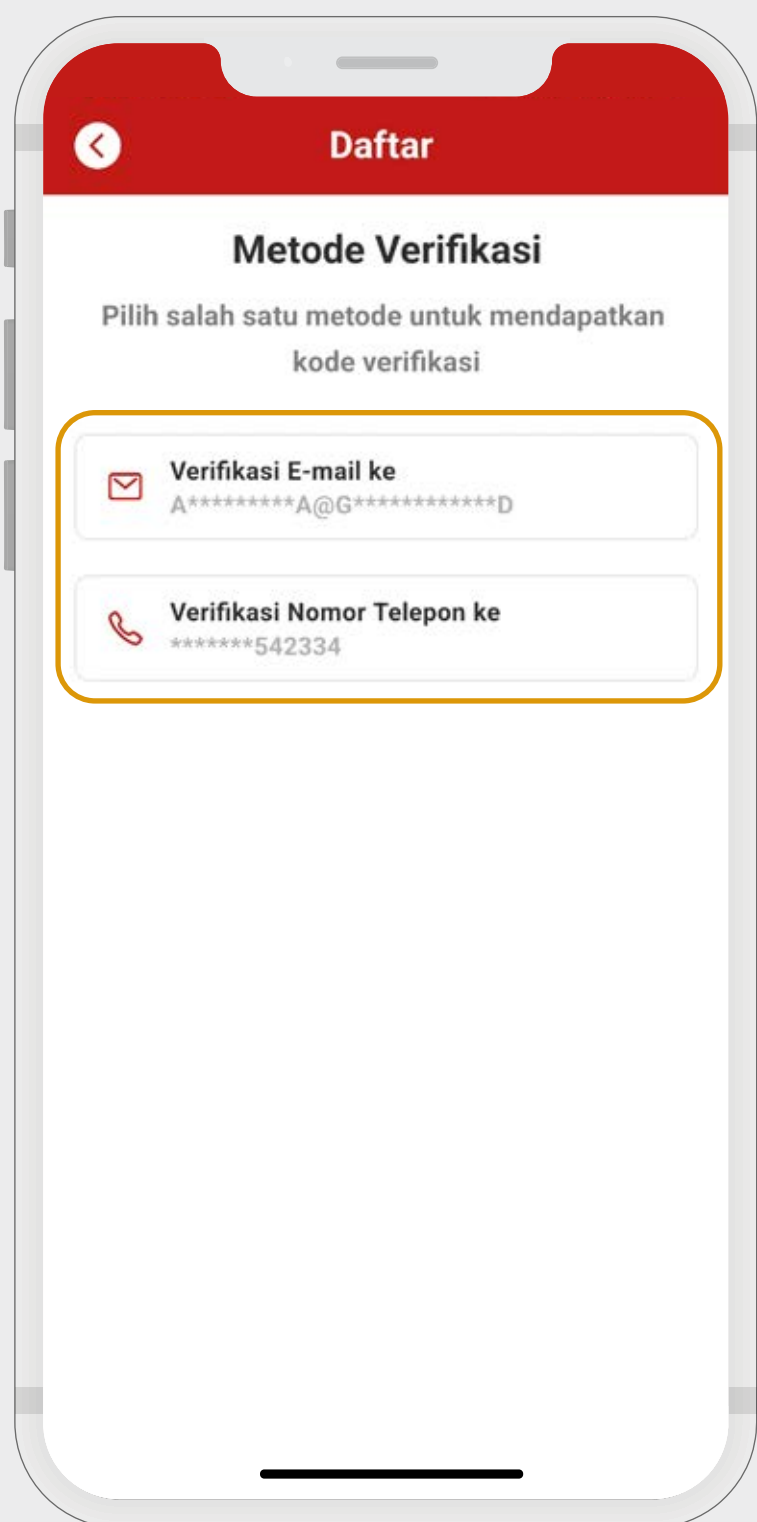 Daftar
Metode Verifikasi
Pilih salah satu metode untuk mendapatkan
kode verifikasi
Verifikasi E-mail ke
A*********A@G************D
Verifikasi Nomor Telepon ke
*******542334